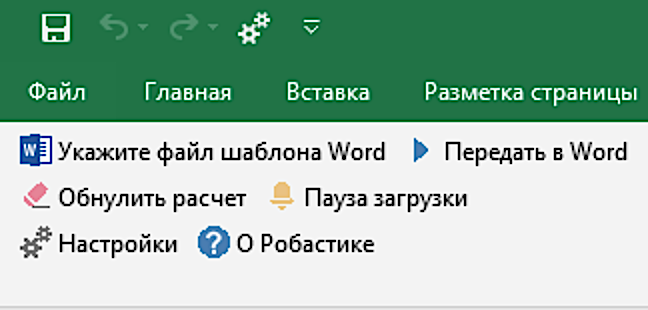 Файл Главная Вставка Разметка страницы
Укажите файл шаблона Word Передать в Word
Обнулить расчет Пауза загрузки
Настройки О Робастике